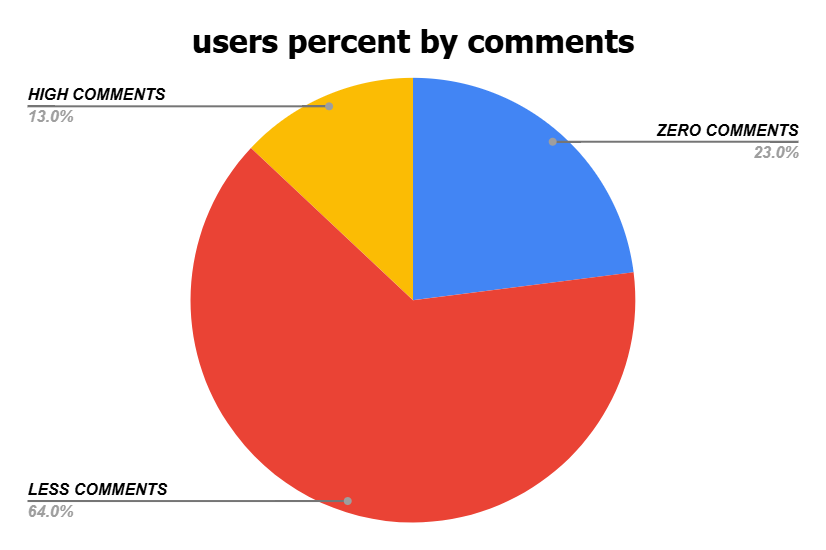 users percent by comments
HIGH COMMENTS
13.0%
ZERO COMMENTS
23.0%
LESS COMMENTS
64.0%